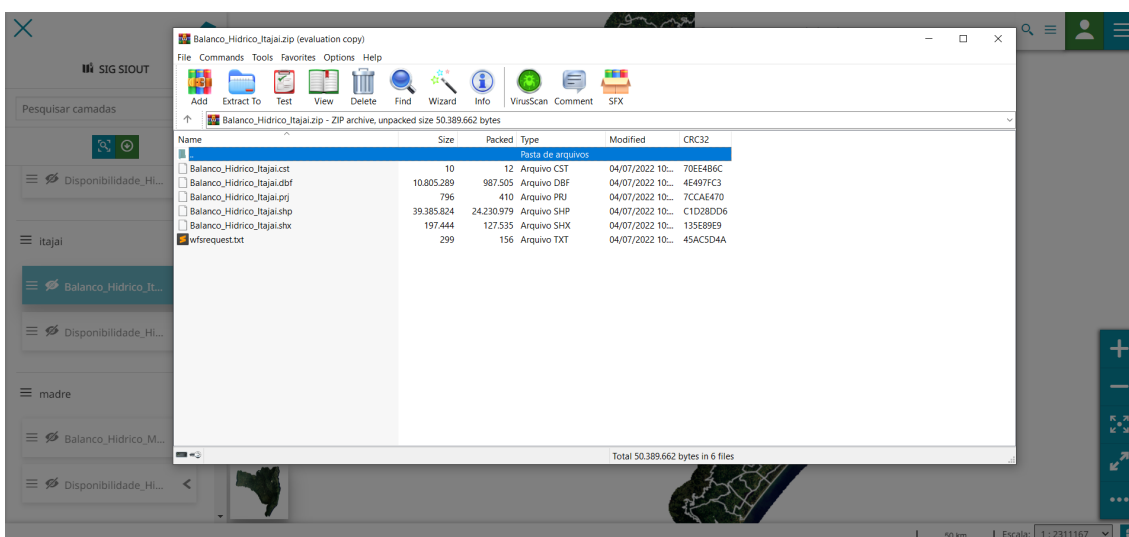 Balanco_Hidrico_Itajai.zip (evaluation copy)
File Commands Tools Favorites Options Help
Add Extract To Test View Delete Find Wizard Info VirusScan Comment SFX
Balanco_Hidrico_Itajai.zip - ZIP archive, unpacked size 50.389.662 bytes
Name Size Packed Type Modified CRC32
.. Pasta de arquivos
Balanco_Hidrico_Itajai.cst 10 12 Arquivo CST 04/07/2022 10:... 70EE4B6C
Balanco_Hidrico_Itajai.dbf 10.805.289 987.505 Arquivo DBF 04/07/2022 10:... 4E497FC3
Balanco_Hidrico_Itajai.prj 796 410 Arquivo PRJ 04/07/2022 10:... 7CCAE470
Balanco_Hidrico_Itajai.shp 39.385.824 24.230.979 Arquivo SHP 04/07/2022 10:... C1D28DD6
Balanco_Hidrico_Itajai.shx 197.444 127.535 Arquivo SHX 04/07/2022 10:... 135E89E9
wfsrequest.txt 299 156 Arquivo TXT 04/07/2022 10:... 45AC5D4A
Total 50.389.662 bytes in 6 files
SIG SIOUT
Pesquisar camadas
Disponibilidade_Hi...
itajai
Balanco_Hidrico_It...
Disponibilidade_Hi...
madre
Balanco_Hidrico_M...
Disponibilidade_Hi...
50 km Escala: 1 : 2311167